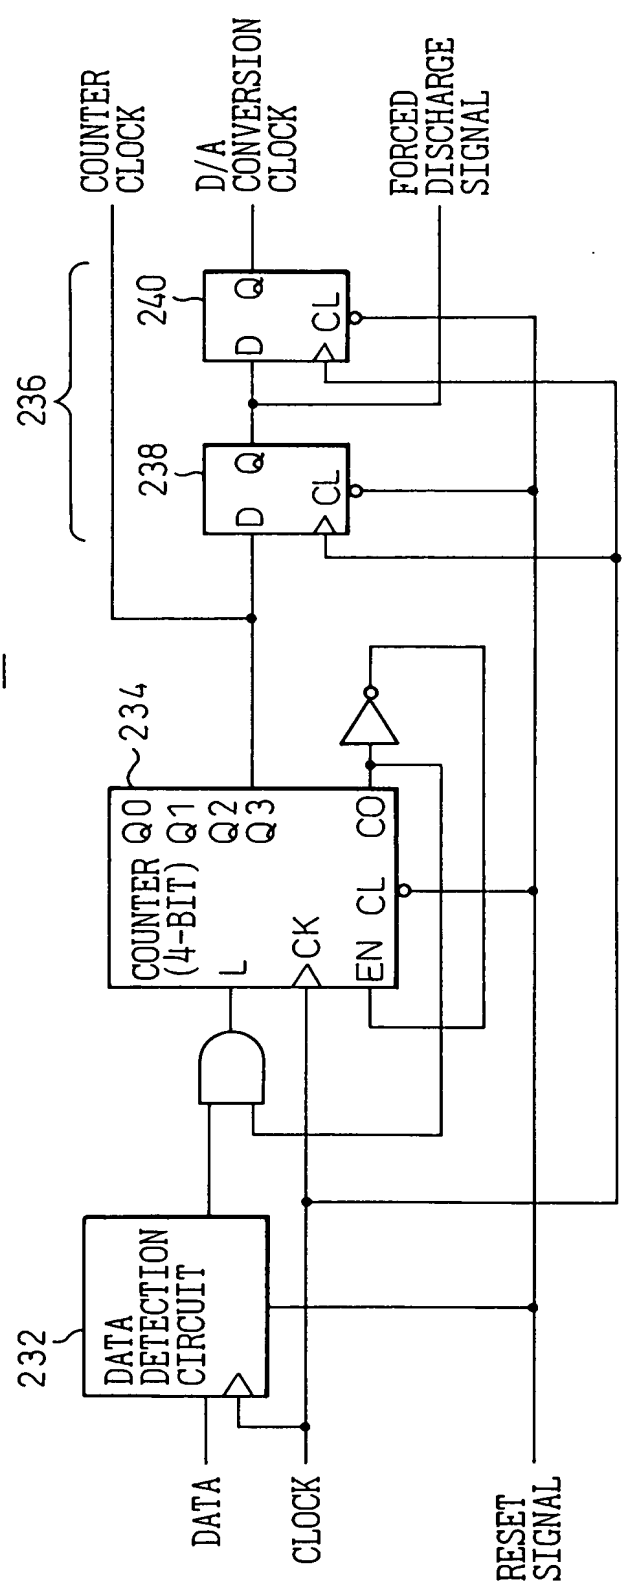 236
COUNTER
CLOCK
D/A
CONVERSION
CLOCK
FORCED
DISCHARGE
SIGNAL
240
D Q
CL
238
D Q
CL
234
COUNTER
(4-BIT)
Q0
Q1
Q2
Q3
L
CK
EN CL CO
232
DATA
DETECTION
CIRCUIT
DATA
CLOCK
RESET
SIGNAL